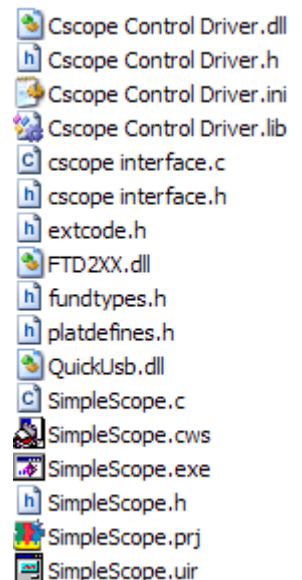 Cscope Control Driver.dll
Cscope Control Driver.h
Cscope Control Driver.ini
Cscope Control Driver.lib
cscope interface.c
cscope interface.h
extcode.h
FTD2XX.dll
fundtypes.h
platdefines.h
QuickUsb.dll
SimpleScope.c
SimpleScope.cws
SimpleScope.exe
SimpleScope.h
SimpleScope.prj
SimpleScope.uir